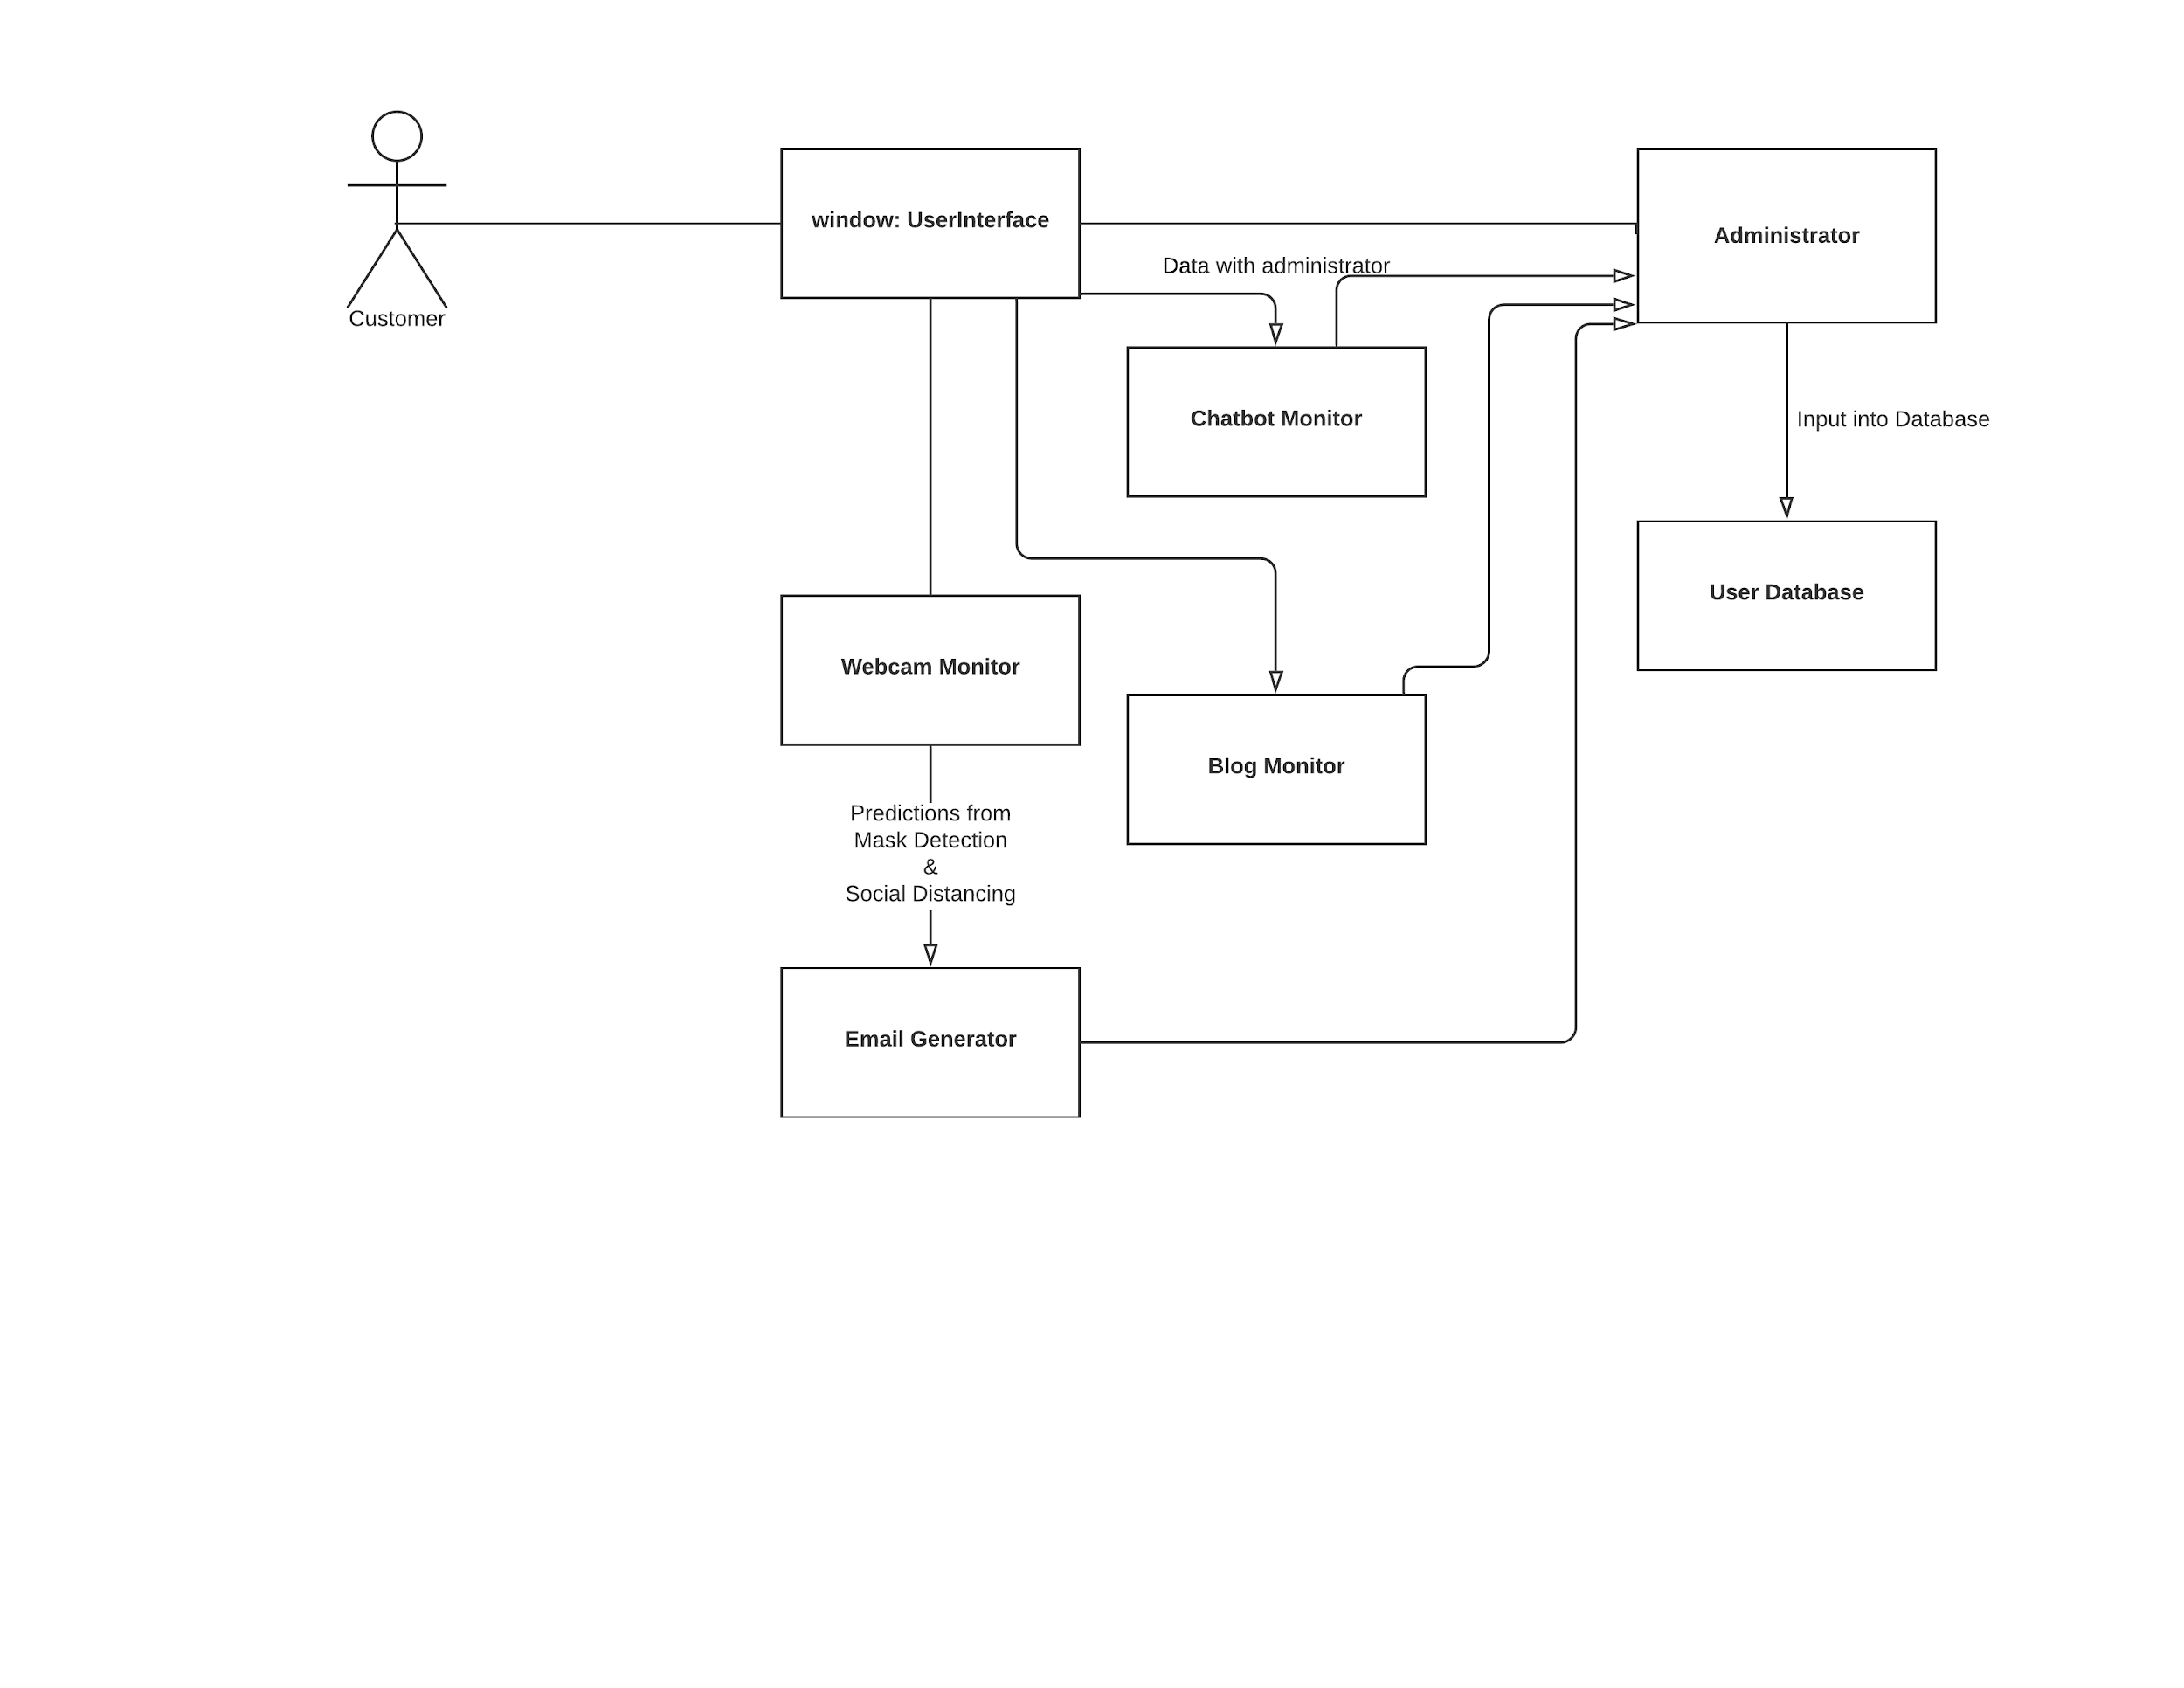 window: UserInterface
Administrator
Data with administrator
Customer
Chatbot Monitor
Input into Database
User Database
Webcam Monitor
Blog Monitor
Predictions from
Mask Detection
&
Social Distancing
Email Generator